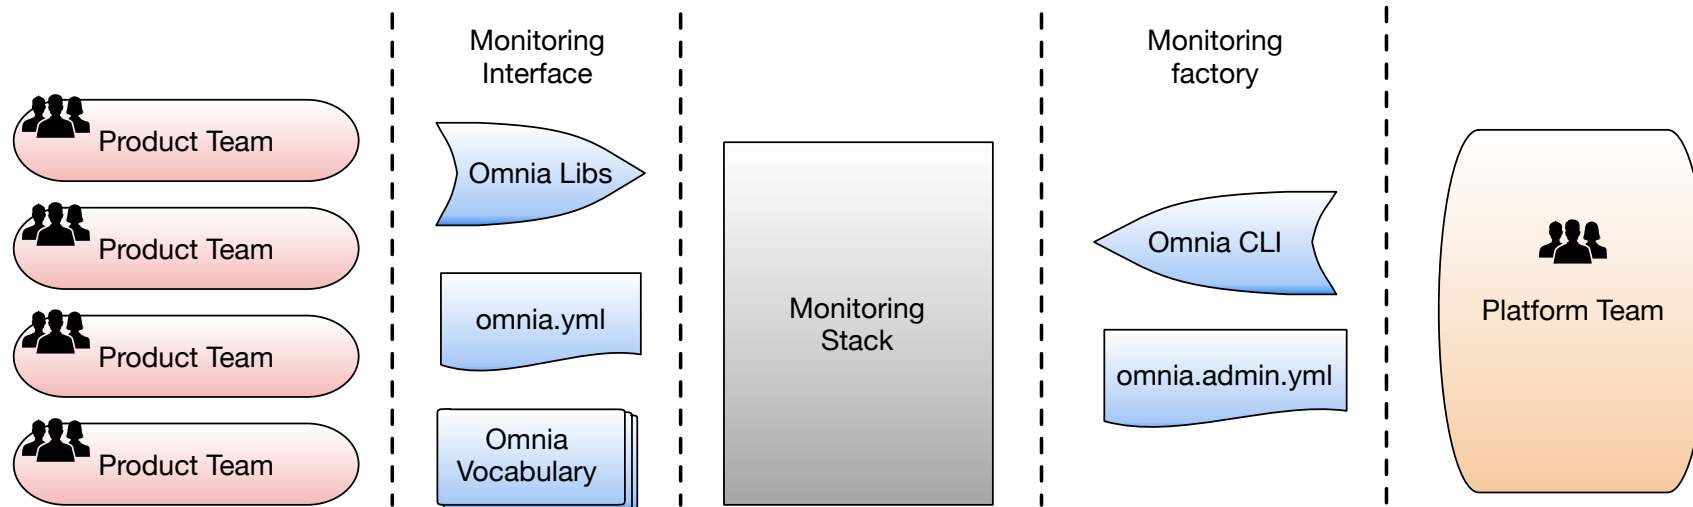 Monitoring
Interface
Monitoring
factory
Product Team
Product Team
Product Team
Product Team
Omnia Libs
omnia.yml
Omnia
Vocabulary
Monitoring
Stack
Omnia CLI
omnia.admin.yml
Platform Team